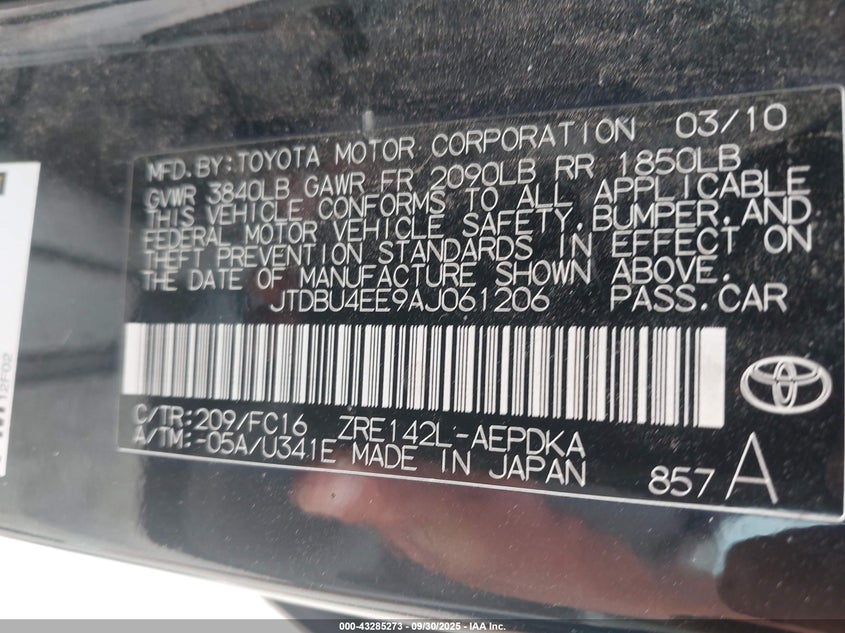 MFD.BY:TOYOTA MOTOR CORPORATION 03/10
GVWR 3840LB GAWR FR 2090LB RR 1850LB
THIS VEHICLE CONFORMS TO ALL APPLICABLE
FEDERAL MOTOR VEHICLE SAFETY,BUMPER,AND
THEFT PREVENTION STANDARDS IN EFFECT ON
THE DATE OF MANUFACTURE SHOWN ABOVE.
JTDBU4EE9AJ061206 PASS.CAR
C/TR:209/FC16 ZRE142L-AEPDKA
A/TM:-05A/U341E MADE IN JAPAN
857 A
12F02
000-43285273 - 09/30/2025 - IAA Inc.